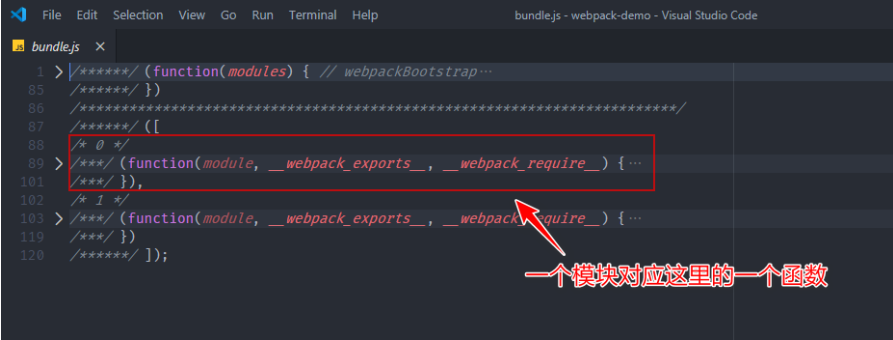 File Edit Selection View Go Run Terminal Help bundle.js - webpack-demo - Visual Studio Code
JS bundle.js ×
1 > /******/ (function(modules) { // webpackBootstrap…
85 /******/ })
86 /************************************************************************/
87 /******/ ([
88 /* 0 */
89 > /***/ (function(module, __webpack_exports__, __webpack_require__) {…
101 /***/ }),
102 /* 1 */
103 > /***/ (function(module, __webpack_exports__, __webpack_require__) {…
119 /***/ })
120 /******/ ]);
一个模块对应这里的一个函数